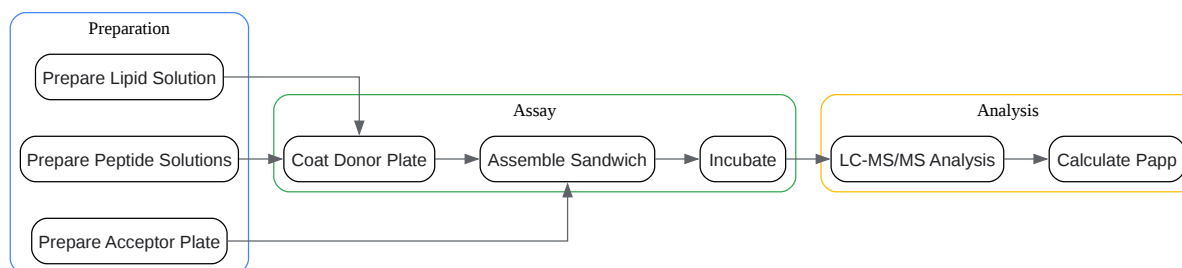 Preparation
Prepare Lipid Solution
Assay
Analysis
Prepare Peptide Solutions
Coat Donor Plate
Assemble Sandwich
Incubate
LC-MS/MS Analysis
Calculate Papp
Prepare Acceptor Plate